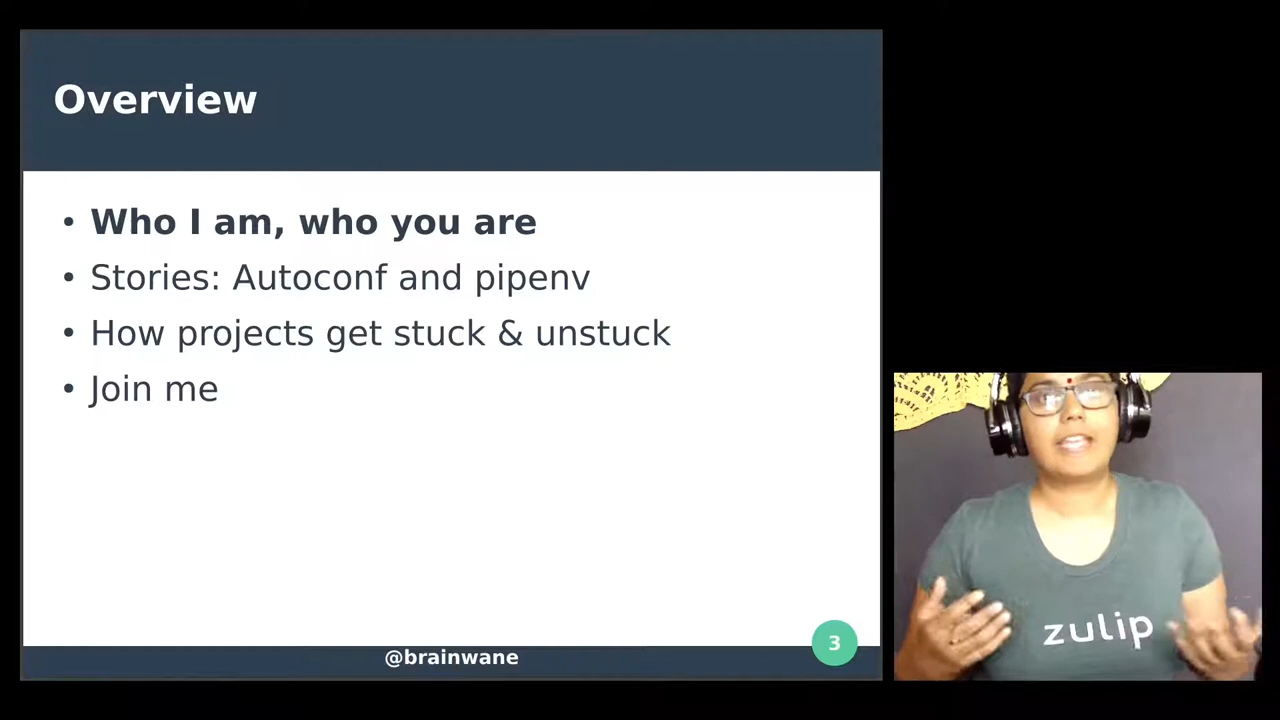 Overview
• Who I am, who you are
• Stories: Autoconf and pipenv
• How projects get stuck & unstuck
• Join me
@brainwane
3
zulip